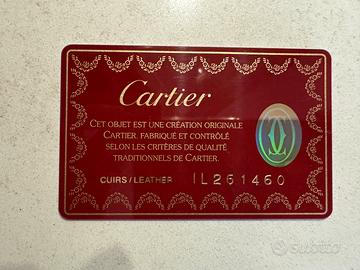 Cartier
CET OBJET EST UNE CRÉATION ORIGINALE
CARTIER. FABRIQUÉ ET CONTRÔLÉ
SELON LES CRITÈRES DE QUALITÉ
TRADITIONNELS DE CARTIER.
CUIRS/LEATHER IL261460
subito